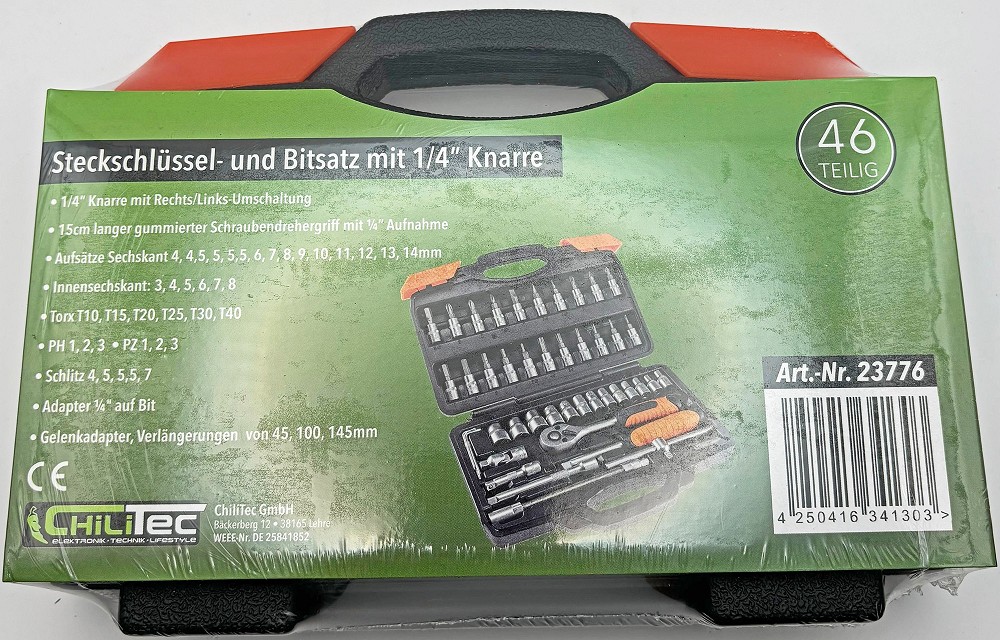 46
TEILIG
Steckschlüssel- und Bitsatz mit 1/4“ Knarre
• 1/4“ Knarre mit Rechts/Links-Umschaltung
• 15cm langer gummierter Schraubendrehergriff mit ¼“ Aufnahme
• Aufsätze Sechskant 4, 4,5, 5, 5.5, 6, 7, 8, 9, 10, 11, 12, 13, 14mm
• Innensechskant: 3, 4, 5, 6, 7, 8
• Torx T10, T15, T20, T25, T30, T40
• PH 1, 2, 3 • PZ 1, 2, 3
• Schlitz 4, 5, 5,5, 7
• Adapter ¼“ auf Bit
• Gelenkadapter, Verlängerungen von 45, 100, 145mm
CE
CHILITEC
ELEKTRONIK - TECHNIK - LIFESTYLE
ChiliTec GmbH
Bäckerberg 12 • 38165 Lehre
WEEE-Nr. DE 25841852
Art.-Nr. 23776
4 250416 341303 >